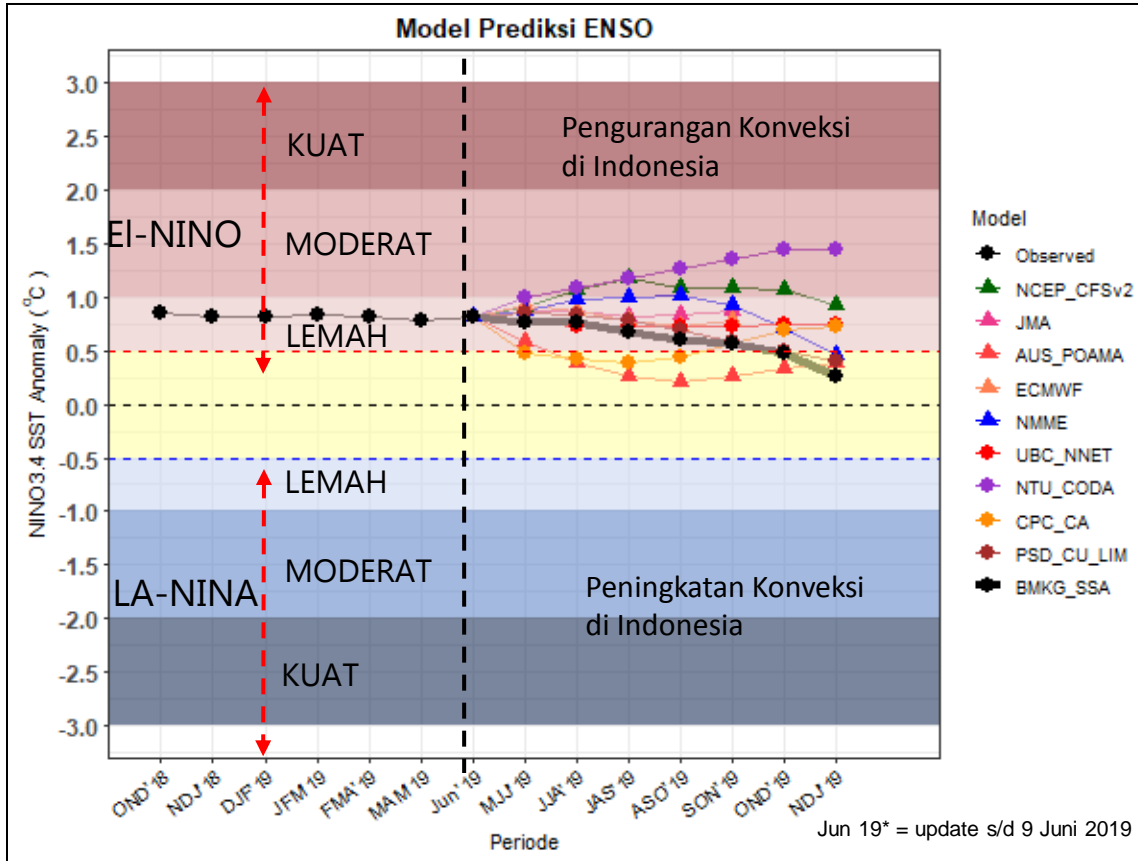 Model Prediksi ENSO
NINO3.4 SST Anomaly (°C)
3.0
2.5
2.0
1.5
1.0
0.5
0.0
-0.5
-1.0
-1.5
-2.0
-2.5
-3.0
KUAT
El-NINO
MODERAT
LEMAH
LEMAH
MODERAT
LA-NINA
KUAT
Pengurangan Konveksi
di Indonesia
Peningkatan Konveksi
di Indonesia
OND'18
NDJ 18
DJF'19
JFM 19
FMA'19
MAM 19
Jun'19
MJJ 19
JJA'19
JAS'19
ASO'19
SON'19
OND'19
NDJ 19
Periode
Model
Observed
NCEP_CFSv2
JMA
AUS_POAMA
ECMWF
NMME
UBC_NNET
NTU_CODA
CPC_CA
PSD_CU_LIM
BMKG_SSA
Jun 19* = update s/d 9 Juni 2019